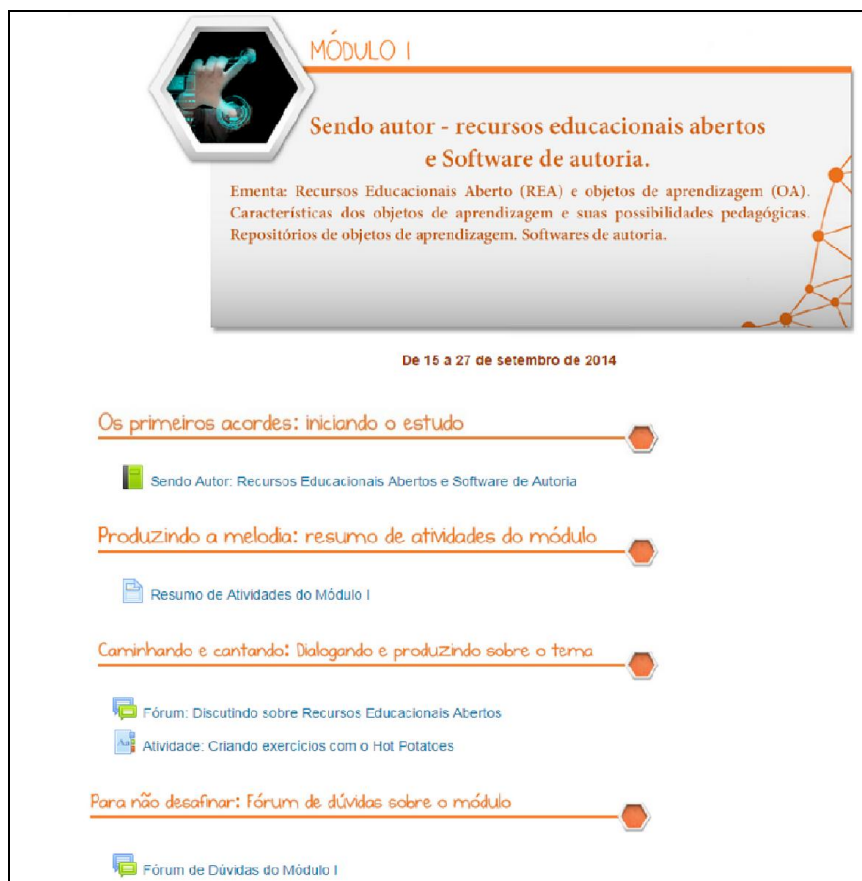 MÓDULO I
Sendo autor - recursos educacionais abertos
e Software de autoria.
Ementa: Recursos Educacionais Aberto (REA) e objetos de aprendizagem (OA).
Características dos objetos de aprendizagem e suas possibilidades pedagógicas.
Repositórios de objetos de aprendizagem. Softwares de autoria.
De 15 a 27 de setembro de 2014
Os primeiros acordes: iniciando o estudo
Sendo Autor: Recursos Educacionais Abertos e Software de Autoria
Produzindo a melodia: resumo de atividades do módulo
Resumo de Atividades do Módulo I
Caminhando e cantando: Dialogando e produzindo sobre o tema
Fórum: Discutindo sobre Recursos Educacionais Abertos
Atividade: Criando exercícios com o Hot Potatoes
Para não desafinar: Fórum de dúvidas sobre o módulo
Fórum de Dúvidas do Módulo I